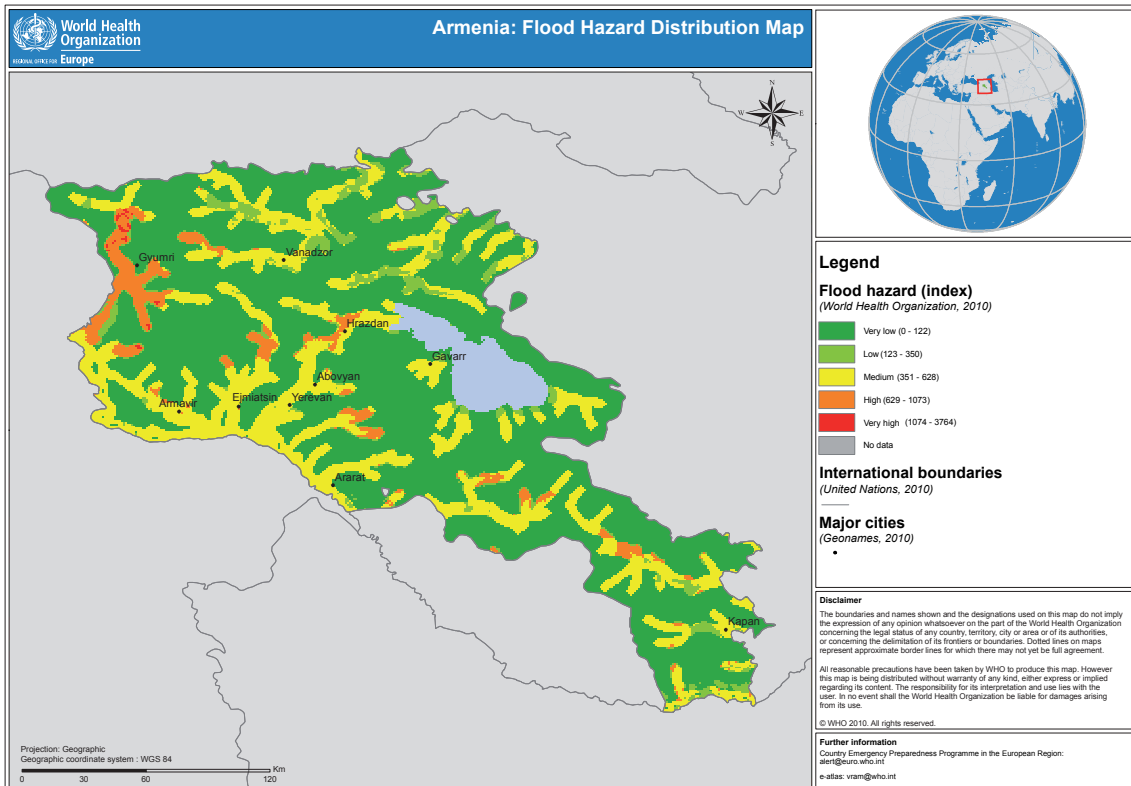 World Health
Organization
REGIONAL OFFICE FOR Europe
Armenia: Flood Hazard Distribution Map
N
W
E
S
Gyumri
Vanadzor
Hrazdan
Gavarr
Abovyan
Armavir
Ejmiatsin
Yerevan
Ararat
Kapan
Projection: Geographic
Geographic coordinate system : WGS 84
Km
0 30 60 120
Legend
Flood hazard (index)
(World Health Organization, 2010)
Very low (0 - 122)
Low (123 - 350)
Medium (351 - 628)
High (629 - 1073)
Very high (1074 - 3764)
No data
International boundaries
(United Nations, 2010)
Major cities
(Geonames, 2010)
Disclaimer
The boundaries and names shown and the designations used on this map do not imply
the expression of any opinion whatsoever on the part of the World Health Organization
concerning the legal status of any country, territory, city or area or of its authorities,
or concerning the delimitation of its frontiers or boundaries. Dotted lines on maps
represent approximate border lines for which there may not yet be full agreement.
All reasonable precautions have been taken by WHO to produce this map. However
this map is being distributed without warranty of any kind, either express or implied
regarding its content. The responsibility for its interpretation and use lies with the
user. In no event shall the World Health Organization be liable for damages arising
from its use.
© WHO 2010. All rights reserved.
Further information
Country Emergency Preparedness Programme in the European Region:
alert@euro.who.int
e-atlas: vram@who.int